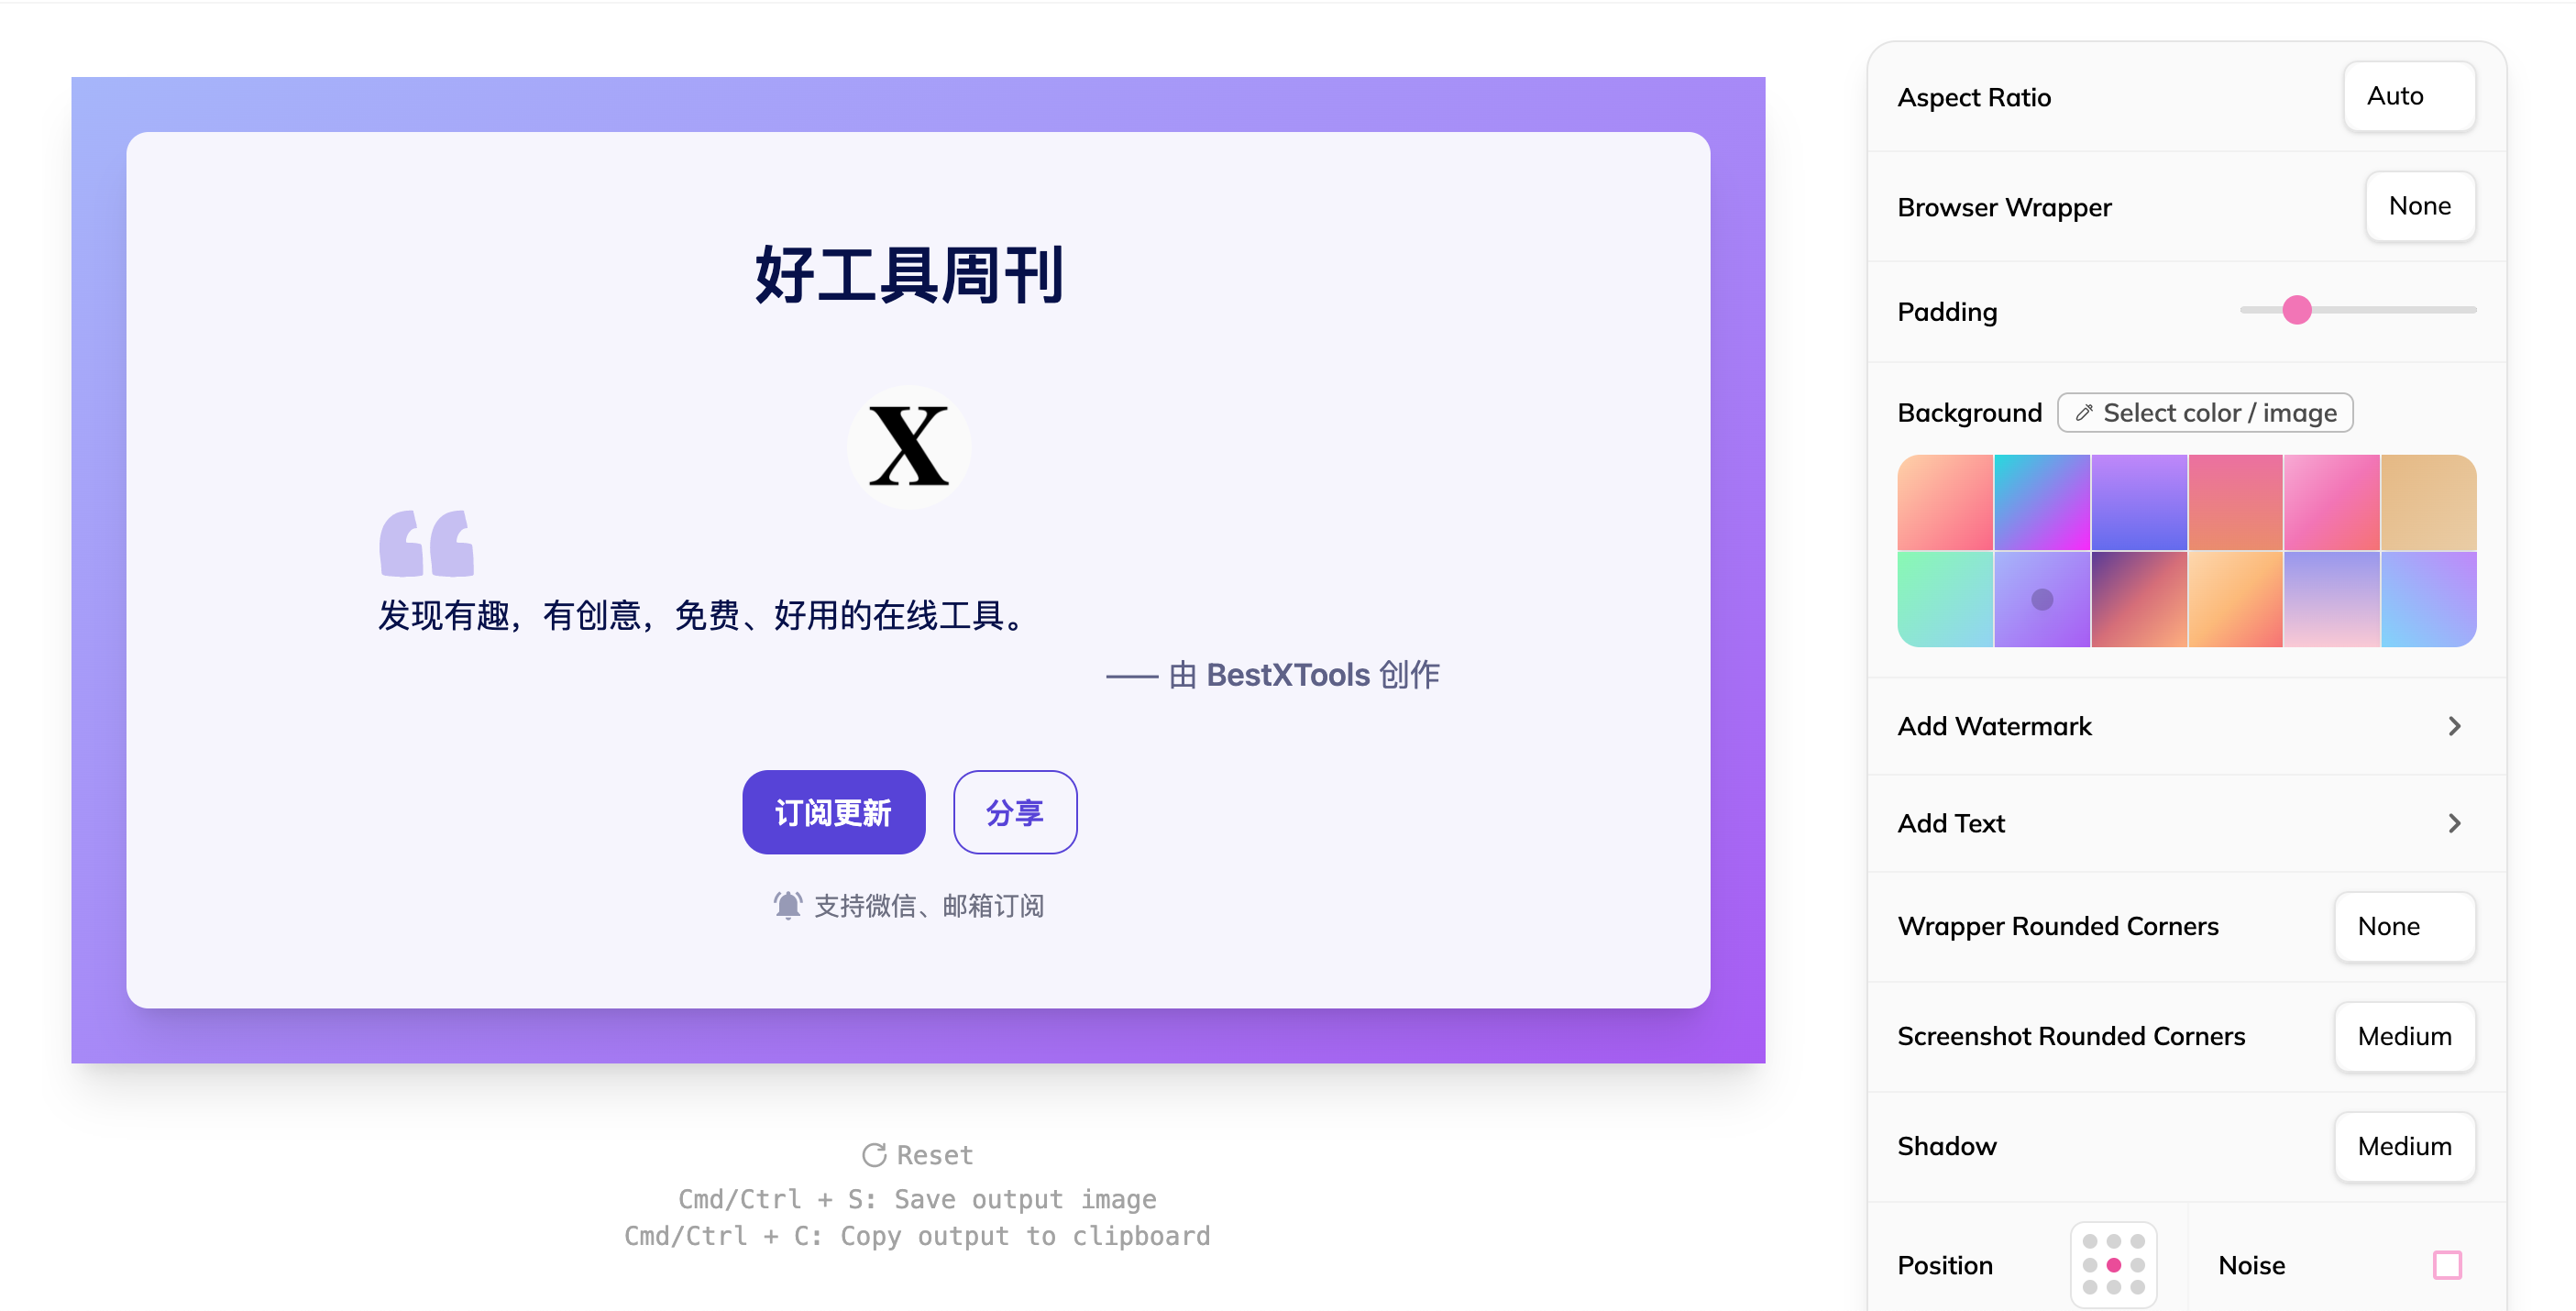 好工具周刊
X
发现有趣，有创意，免费、好用的在线工具。
—— 由 BestXTools 创作
订阅更新
分享
支持微信、邮箱订阅
Reset
Cmd/Ctrl + S: Save output image
Cmd/Ctrl + C: Copy output to clipboard
Aspect Ratio
Auto
Browser Wrapper
None
Padding
Background
Select color / image
Add Watermark
Add Text
Wrapper Rounded Corners
None
Screenshot Rounded Corners
Medium
Shadow
Medium
Position
Noise